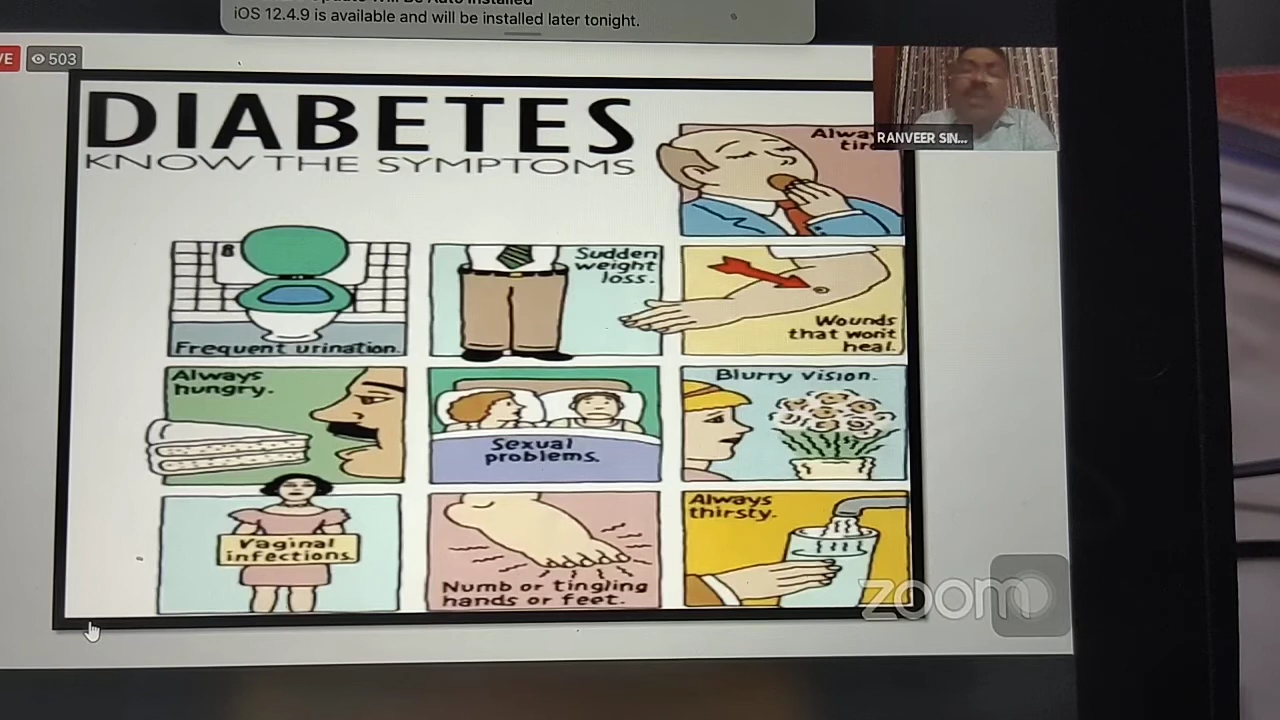 iOS 12.4.9 is available and will be installed later tonight.
503
DIABETES
KNOW THE SYMPTOMS
RANVEER SIN...
Frequent urination.
Sudden
weight
loss.
Wounds
that won't
heal.
Always
hungry.
Sexual
problems.
Blurry vision.
Vaginal
infections.
Numb or tingling
hands or feet.
Always
thirsty.
zoom